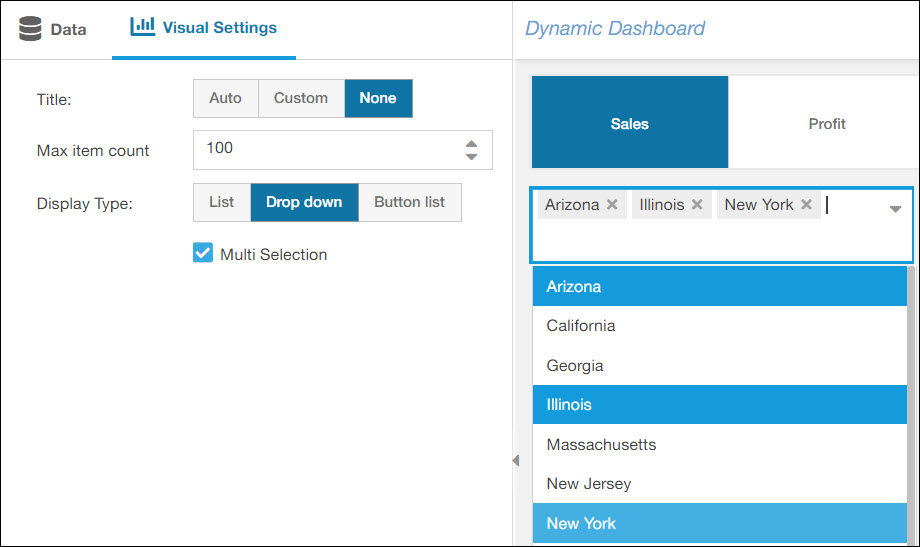 Data
Visual Settings
Title:
Auto
Custom
None
Max item count
100
Display Type:
List
Drop down
Button list
Multi Selection
Dynamic Dashboard
Sales
Profit
Arizona × Illinois × New York ×
Arizona
California
Georgia
Illinois
Massachusetts
New Jersey
New York